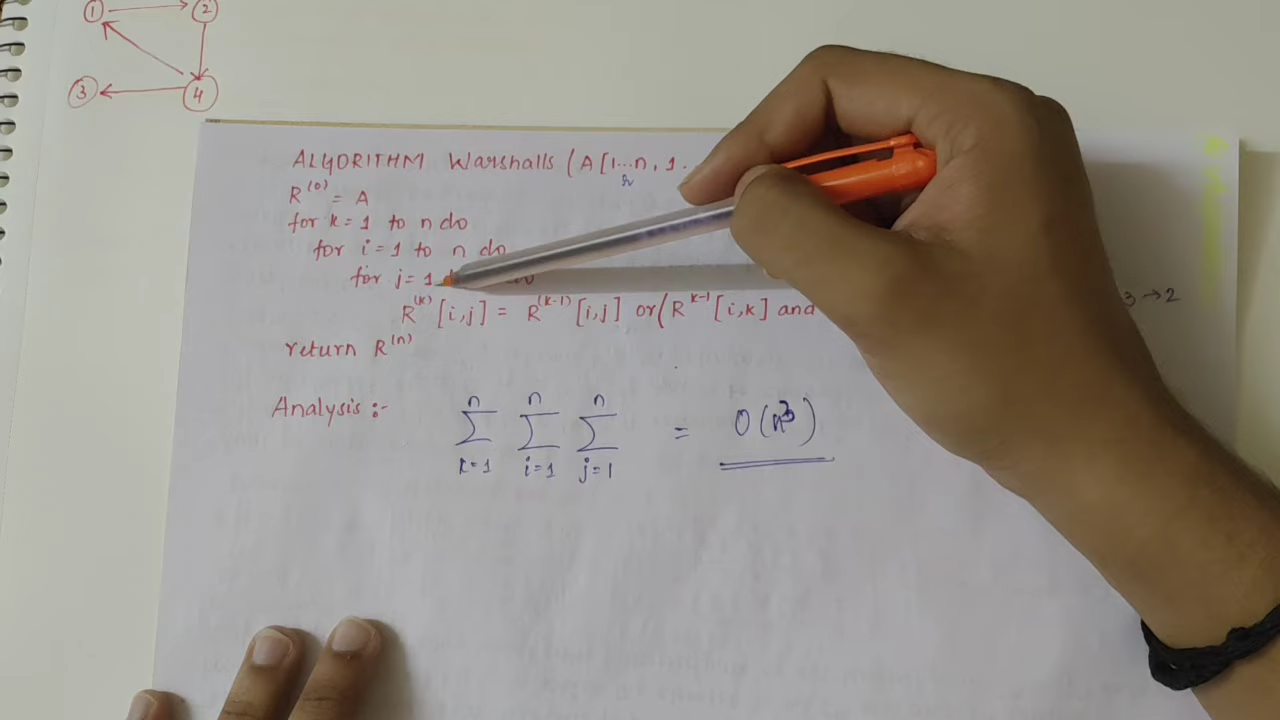 1 2
3 4
ALGORITHM Warshalls (A[1...n, 1..
R^(0) = A
for k = 1 to n do
for i = 1 to n do
for j = 1
R^(k) [i,j] = R^(k-1) [i,j] or (R^k-1 [i,k] and
3 → 2
return R^(n)
Analysis :-
n n n
∑ ∑ ∑ = O(n^3)
k=1 i=1 j=1